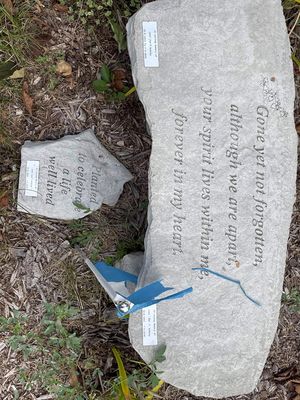 Gone yet not forgotten,
although we are apart,
your spirit lives within me,
forever in my heart.
Planted
to celebrate
a life
well lived